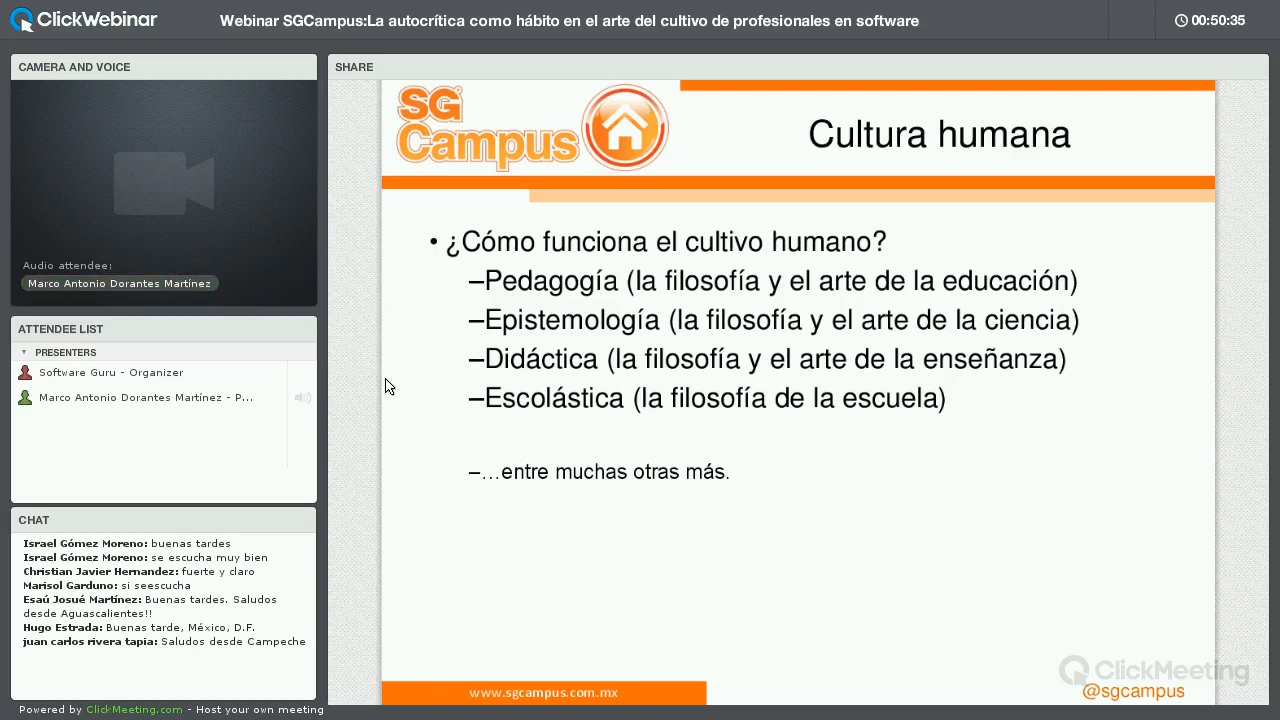 ClickWebinar
Webinar SGCampus:La autocrítica como hábito en el arte del cultivo de profesionales en software
00:50:35
CAMERA AND VOICE
Audio attendee:
Marco Antonio Dorantes Martínez
ATTENDEE LIST
PRESENTERS
Software Guru - Organizer
Marco Antonio Dorantes Martínez - P...
CHAT
Israel Gómez Moreno: buenas tardes
Israel Gómez Moreno: se escucha muy bien
Christian Javier Hernandez: fuerte y claro
Marisol Garduno: si seescucha
Esaú Josué Martínez: Buenas tardes. Saludos
desde Aguascalientes!!
Hugo Estrada: Buenas tarde, México, D.F.
juan carlos rivera tapia: Saludos desde Campeche
Powered by ClickMeeting.com - Host your own meeting
SHARE
SG
Campus
Cultura humana
• ¿Cómo funciona el cultivo humano?
–Pedagogía (la filosofía y el arte de la educación)
–Epistemología (la filosofía y el arte de la ciencia)
–Didáctica (la filosofía y el arte de la enseñanza)
–Escolástica (la filosofía de la escuela)
–…entre muchas otras más.
ClickMeeting
www.sgcampus.com.mx
@sgcampus